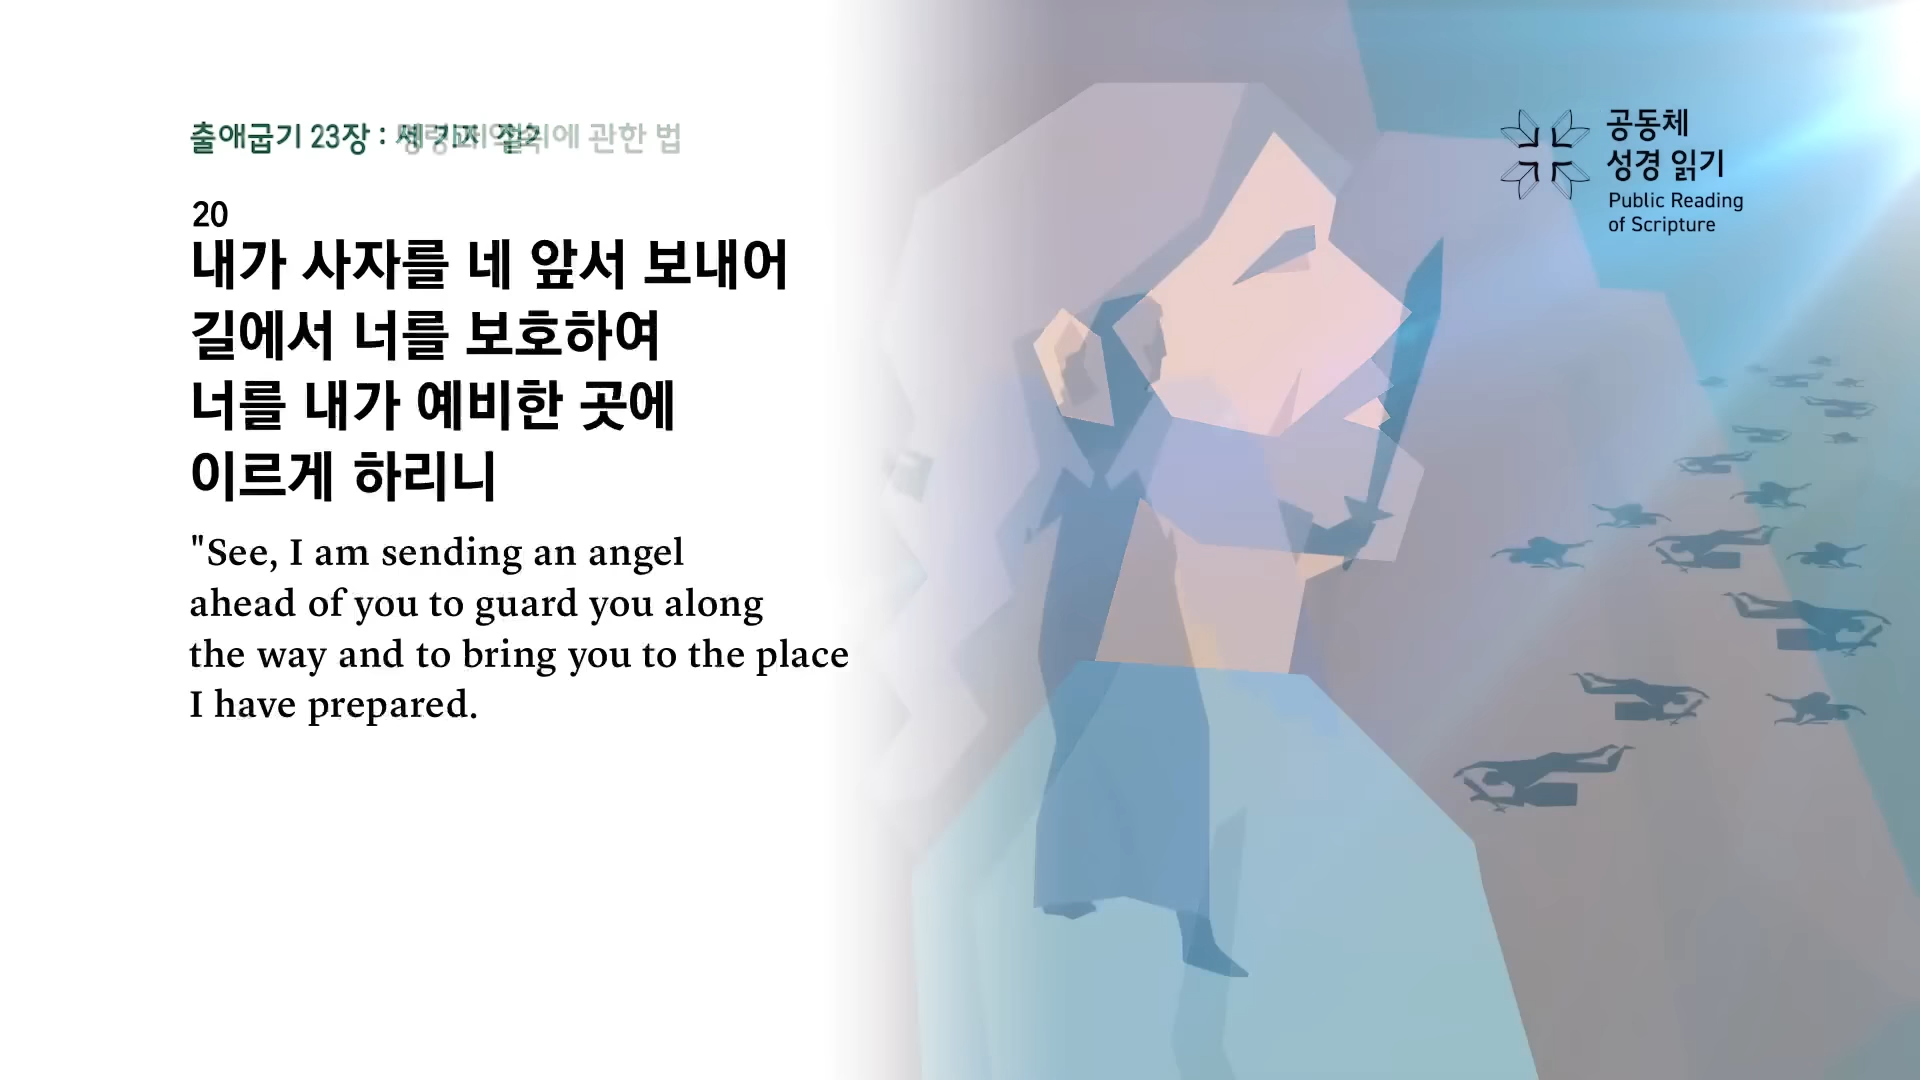 출애굽기 23장 :
관한 법
20
내가 사자를 네 앞서 보내어
길에서 너를 보호하여
너를 내가 예비한 곳에
이르게 하리니
"See, I am sending an angel
ahead of you to guard you along
the way and to bring you to the place
I have prepared.
공동체
성경 읽기
Public Reading
of Scripture